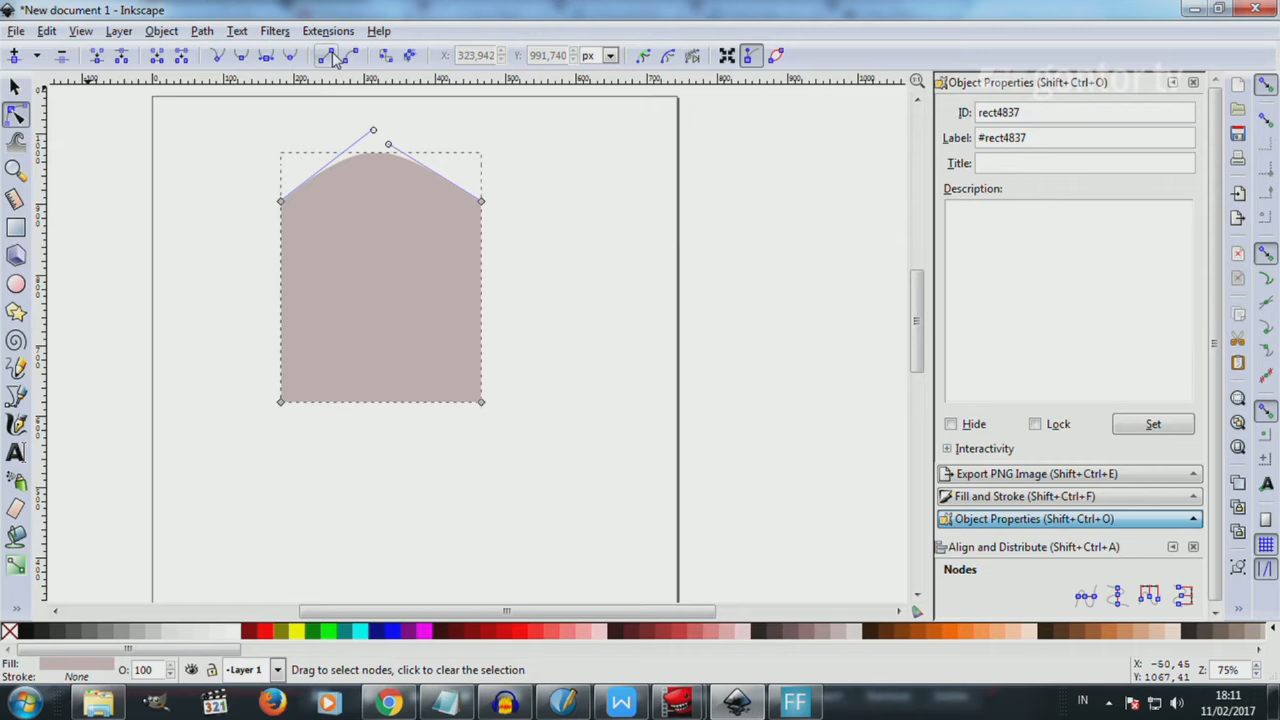 *New document 1 - Inkscape
File Edit View Layer Object Path Text Filters Extensions Help
X: 323,942 Y: 991,740 px
Object Properties (Shift+Ctrl+O)
ID: rect4837
Label: #rect4837
Title:
Description:
Hide Lock Set
Interactivity
Export PNG Image (Shift+Ctrl+E)
Fill and Stroke (Shift+Ctrl+F)
Object Properties (Shift+Ctrl+O)
Align and Distribute (Shift+Ctrl+A)
Nodes
Fill:
Stroke: None
O: 100
Layer 1
Drag to select nodes, click to clear the selection
X: -50,45
Y: 1067,41
Z: 75%
321
W
FF
IN
18:11
11/02/2017